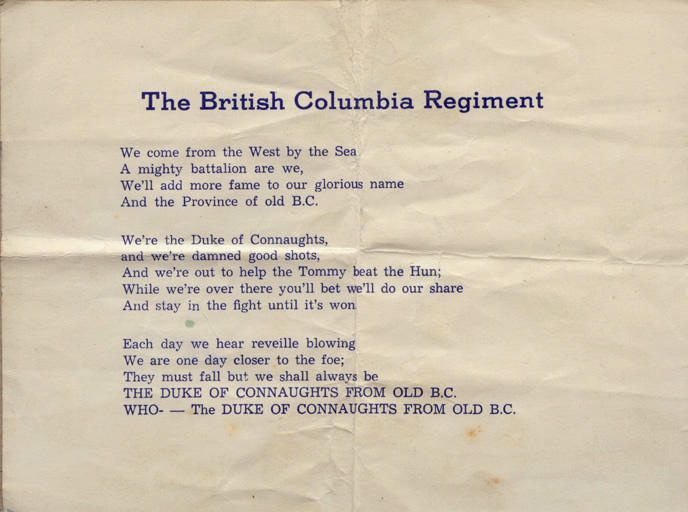 The British Columbia Regiment
We come from the West by the Sea
A mighty battalion are we,
We'll add more fame to our glorious name
And the Province of old B.C.
We're the Duke of Connaughts,
and we're damned good shots,
And we're out to help the Tommy beat the Hun;
While we're over there you'll bet we'll do our share
And stay in the fight until it's won
Each day we hear reveille blowing
We are one day closer to the foe;
They must fall but we shall always be
THE DUKE OF CONNAUGHTS FROM OLD B.C.
WHO- — The DUKE OF CONNAUGHTS FROM OLD B.C.